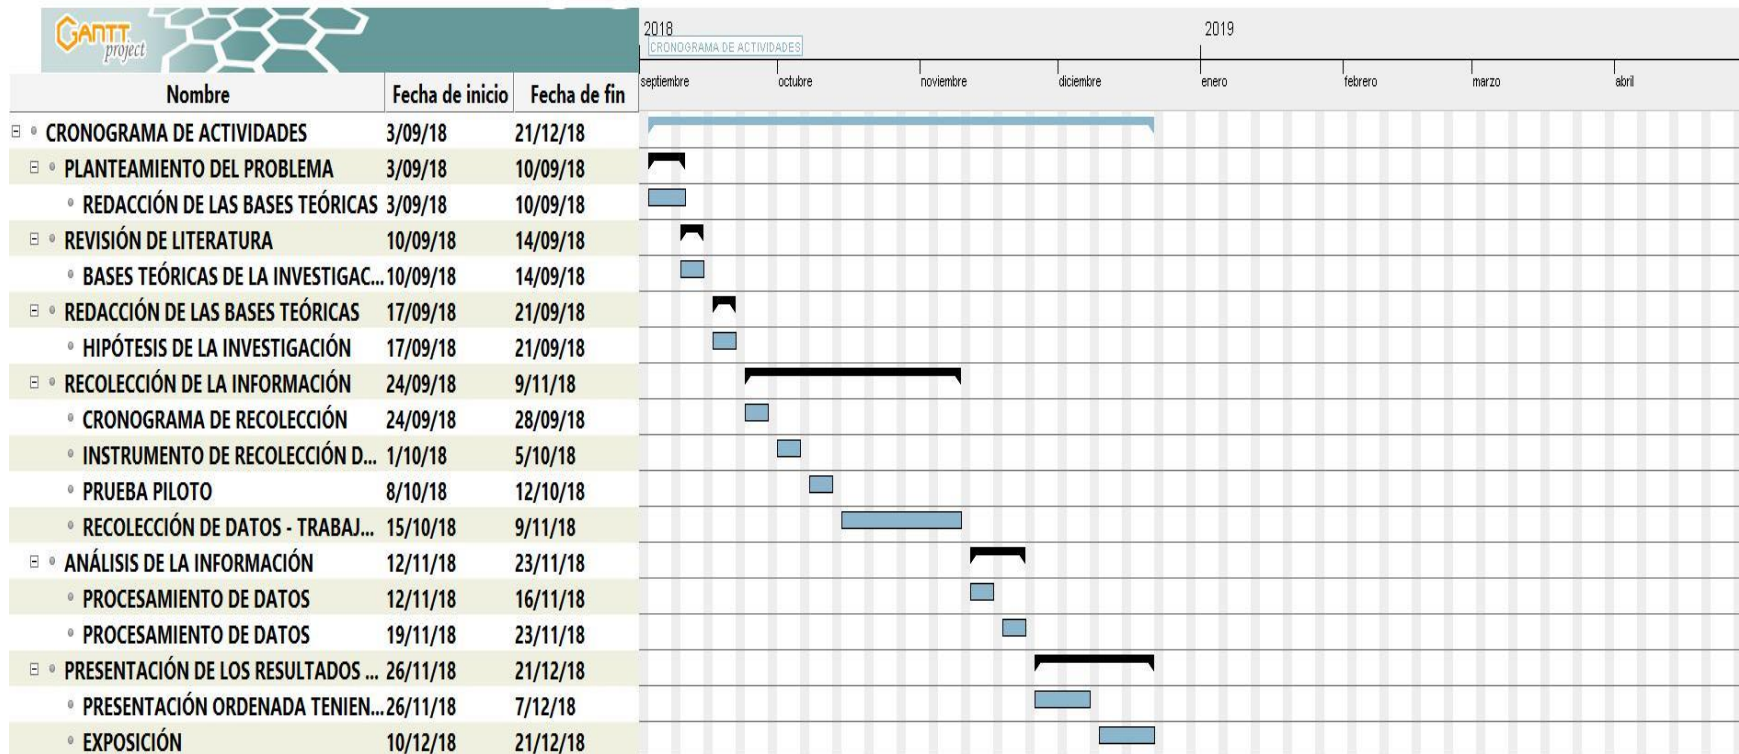 GANTT project
2018 2019
CRONOGRAMA DE ACTIVIDADES
septiembre octubre noviembre diciembre enero febrero marzo abril
Nombre Fecha de inicio Fecha de fin
CRONOGRAMA DE ACTIVIDADES 3/09/18 21/12/18
PLANTEAMIENTO DEL PROBLEMA 3/09/18 10/09/18
REDACCIÓN DE LAS BASES TEÓRICAS 3/09/18 10/09/18
REVISIÓN DE LITERATURA 10/09/18 14/09/18
BASES TEÓRICAS DE LA INVESTIGAC... 10/09/18 14/09/18
REDACCIÓN DE LAS BASES TEÓRICAS 17/09/18 21/09/18
HIPÓTESIS DE LA INVESTIGACIÓN 17/09/18 21/09/18
RECOLECCIÓN DE LA INFORMACIÓN 24/09/18 9/11/18
CRONOGRAMA DE RECOLECCIÓN 24/09/18 28/09/18
INSTRUMENTO DE RECOLECCIÓN D... 1/10/18 5/10/18
PRUEBA PILOTO 8/10/18 12/10/18
RECOLECCIÓN DE DATOS - TRABAJ... 15/10/18 9/11/18
ANÁLISIS DE LA INFORMACIÓN 12/11/18 23/11/18
PROCESAMIENTO DE DATOS 12/11/18 16/11/18
PROCESAMIENTO DE DATOS 19/11/18 23/11/18
PRESENTACIÓN DE LOS RESULTADOS ... 26/11/18 21/12/18
PRESENTACIÓN ORDENADA TENIEN... 26/11/18 7/12/18
EXPOSICIÓN 10/12/18 21/12/18